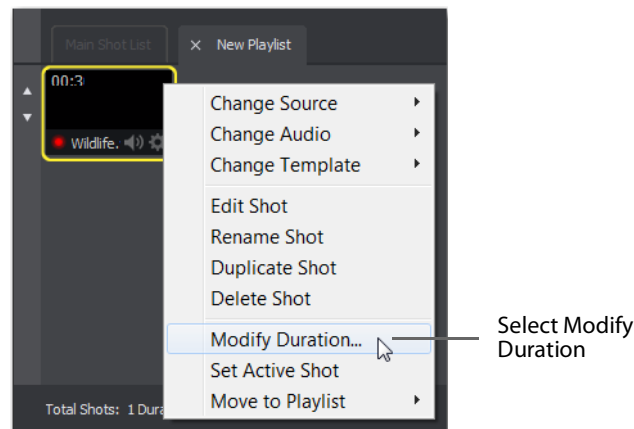 Main Shot List
× New Playlist
00:3
Wildlife.
Change Source
Change Audio
Change Template
Edit Shot
Rename Shot
Duplicate Shot
Delete Shot
Modify Duration...
Set Active Shot
Move to Playlist
Select Modify
Duration
Total Shots: 1 Dura